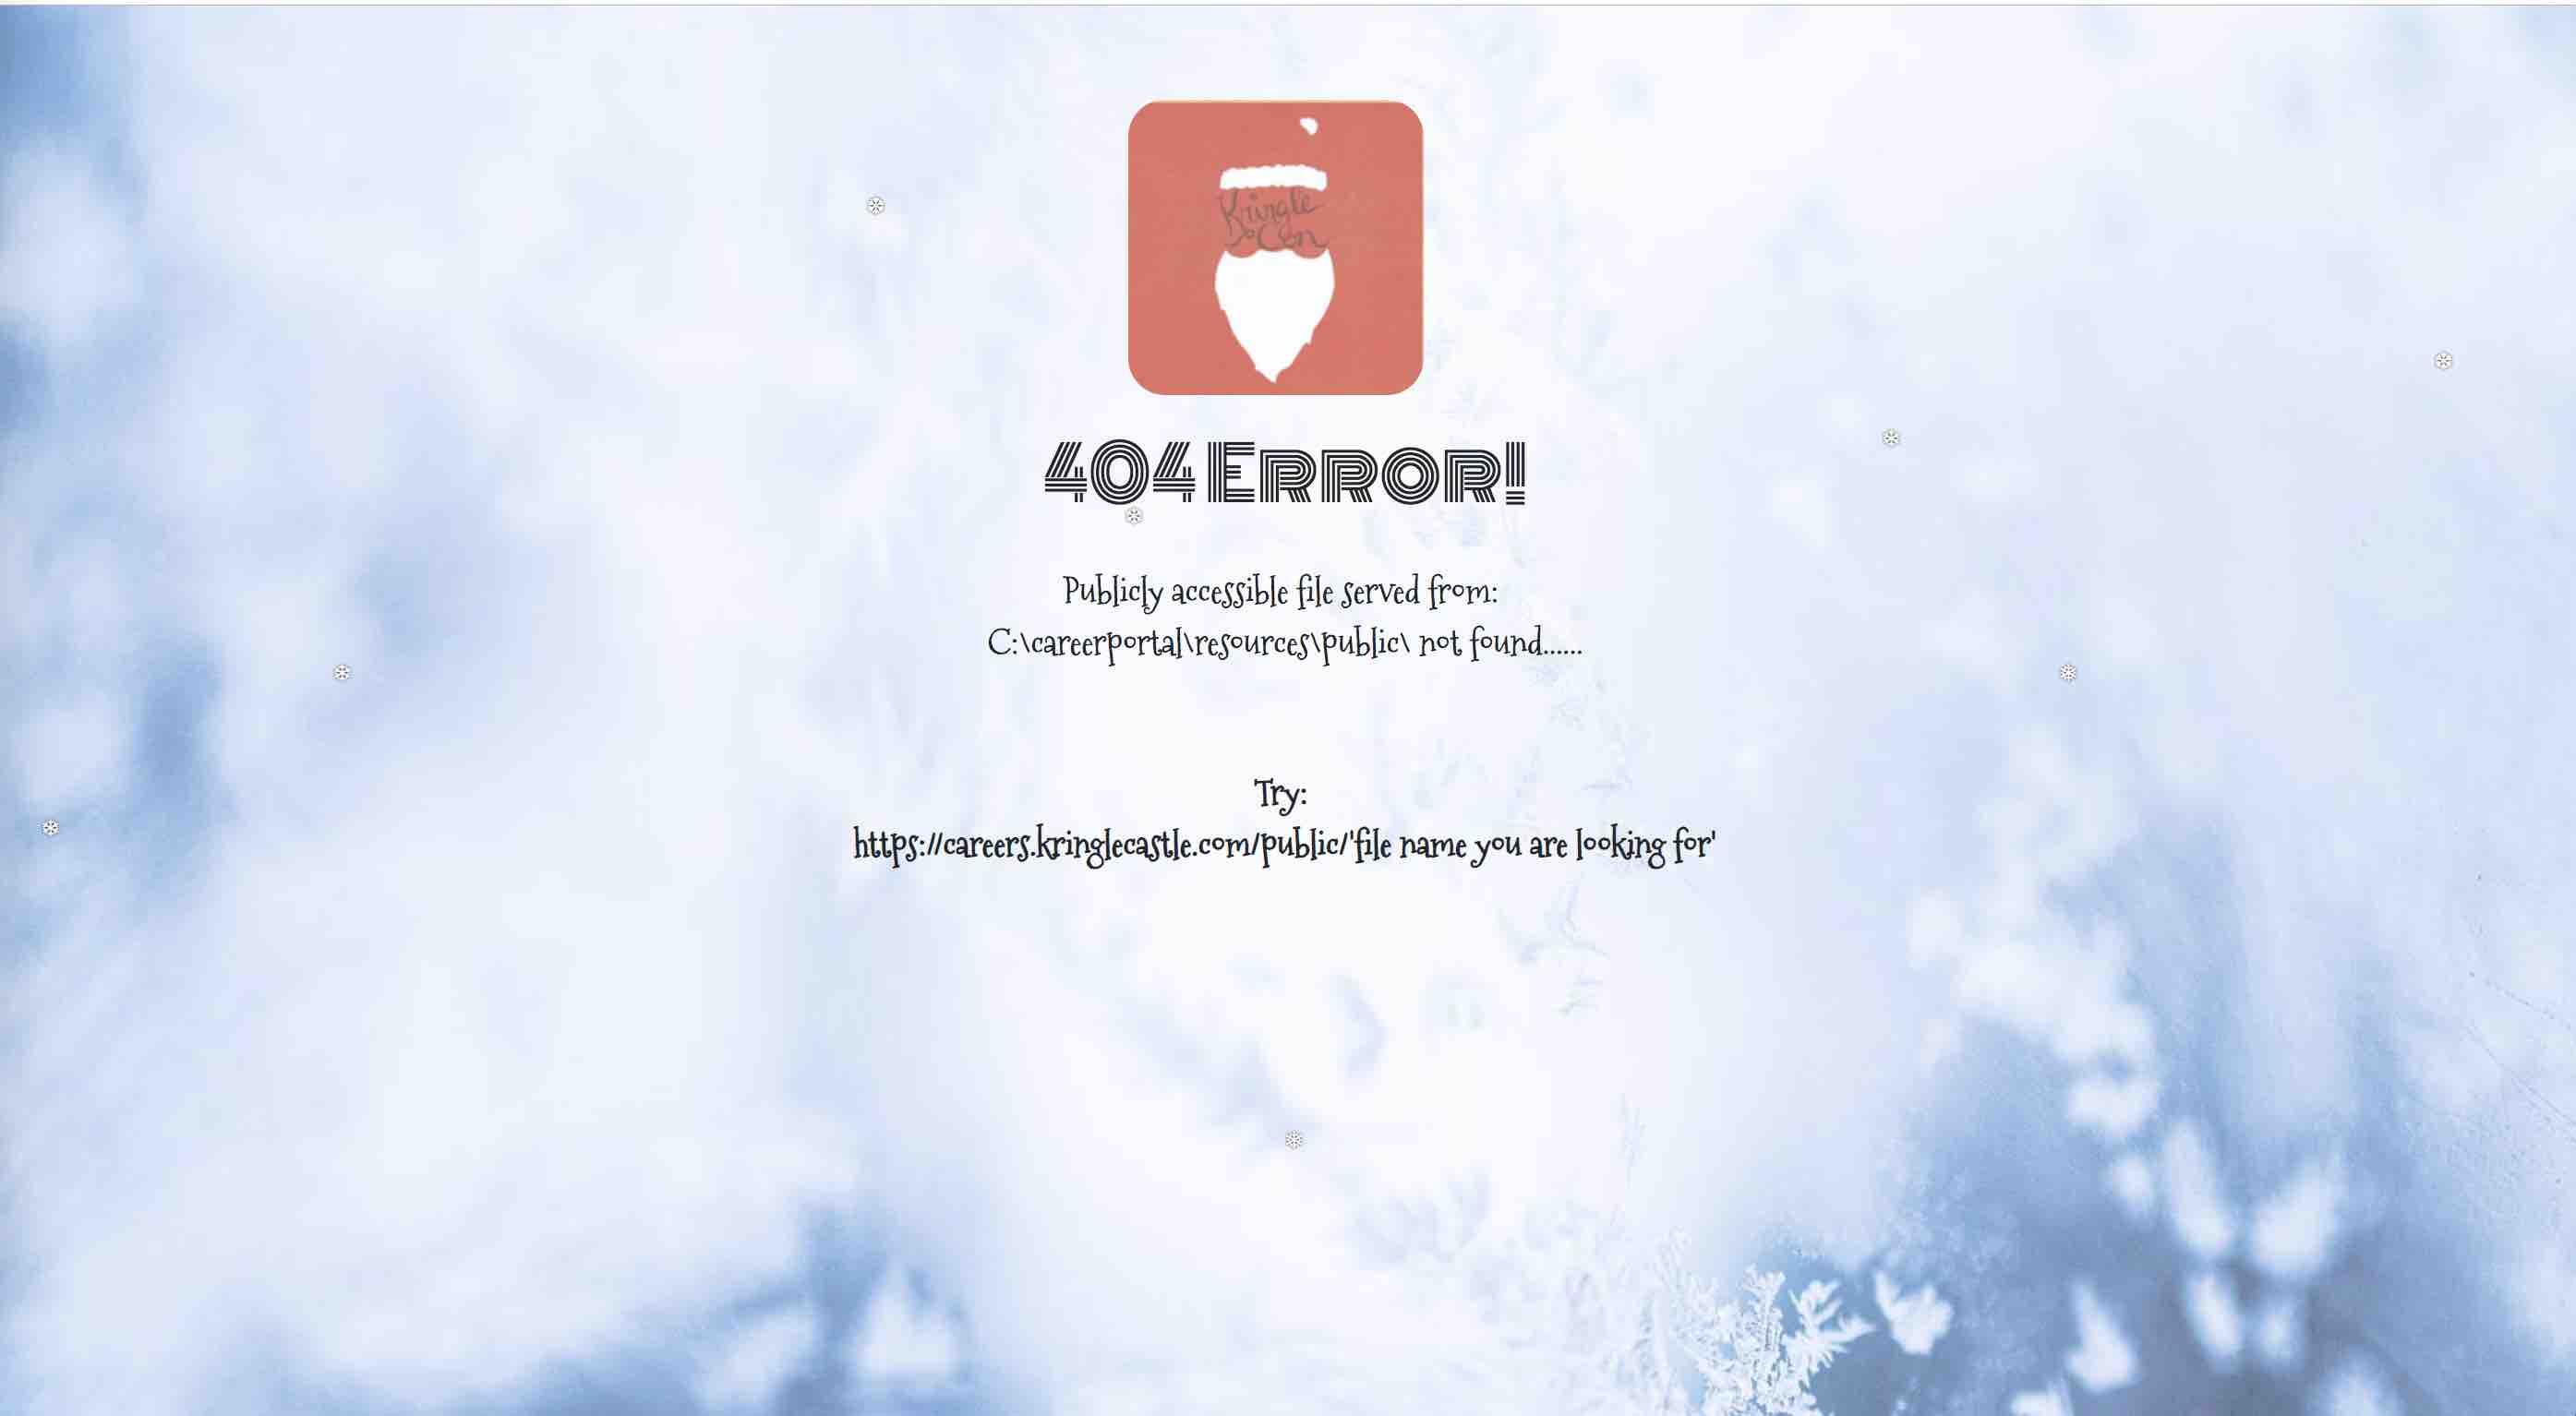 Kringle
Con
404 Error!
Publicly accessible file served from:
C:\careerportal\resources\public\ not found......
Try:
https://careers.kringlecastle.com/public/'file name you are looking for'